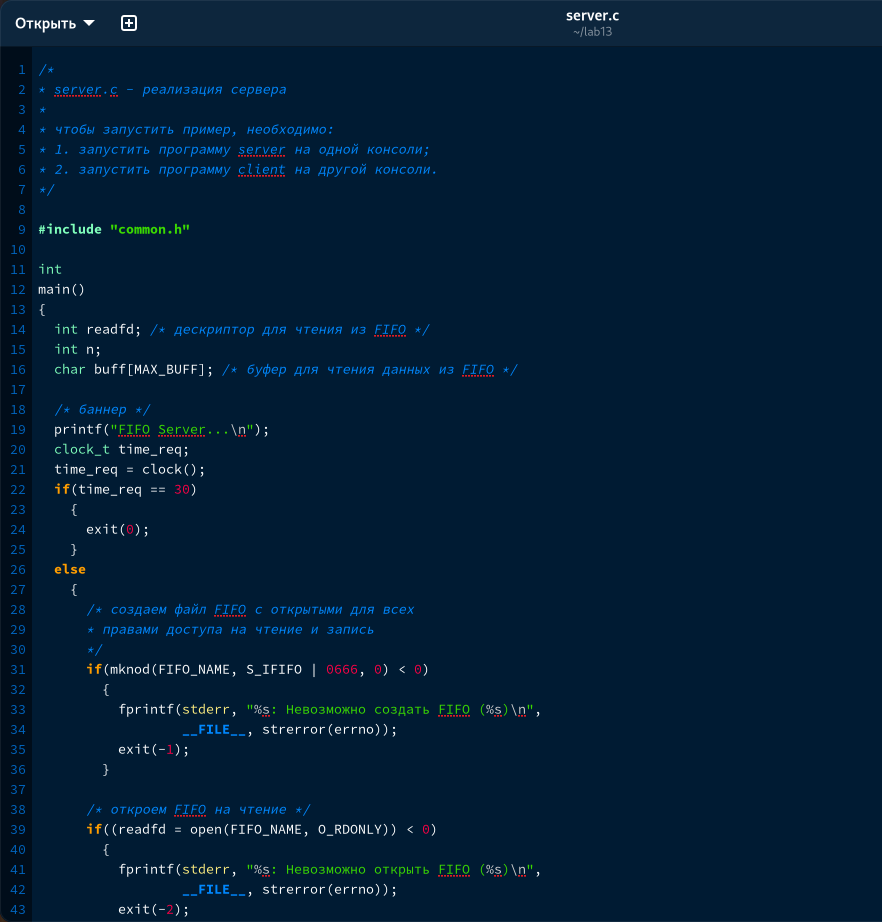 Открыть
server.c
~/lab13
1 /*
2 * server.c - реализация сервера
3 *
4 * чтобы запустить пример, необходимо:
5 * 1. запустить программу server на одной консоли;
6 * 2. запустить программу client на другой консоли.
7 */
8
9 #include "common.h"
10
11 int
12 main()
13 {
14   int readfd; /* дескриптор для чтения из FIFO */
15   int n;
16   char buff[MAX_BUFF]; /* буфер для чтения данных из FIFO */
17
18   /* баннер */
19   printf("FIFO Server...\n");
20   clock_t time_req;
21   time_req = clock();
22   if(time_req == 30)
23     {
24       exit(0);
25     }
26   else
27     {
28       /* создаем файл FIFO с открытыми для всех
29       * правами доступа на чтение и запись
30       */
31       if(mknod(FIFO_NAME, S_IFIFO | 0666, 0) < 0)
32         {
33           fprintf(stderr, "%s: Невозможно создать FIFO (%s)\n",
34                   __FILE__, strerror(errno));
35           exit(-1);
36         }
37
38       /* откроем FIFO на чтение */
39       if((readfd = open(FIFO_NAME, O_RDONLY)) < 0)
40         {
41           fprintf(stderr, "%s: Невозможно открыть FIFO (%s)\n",
42                   __FILE__, strerror(errno));
43           exit(-2);